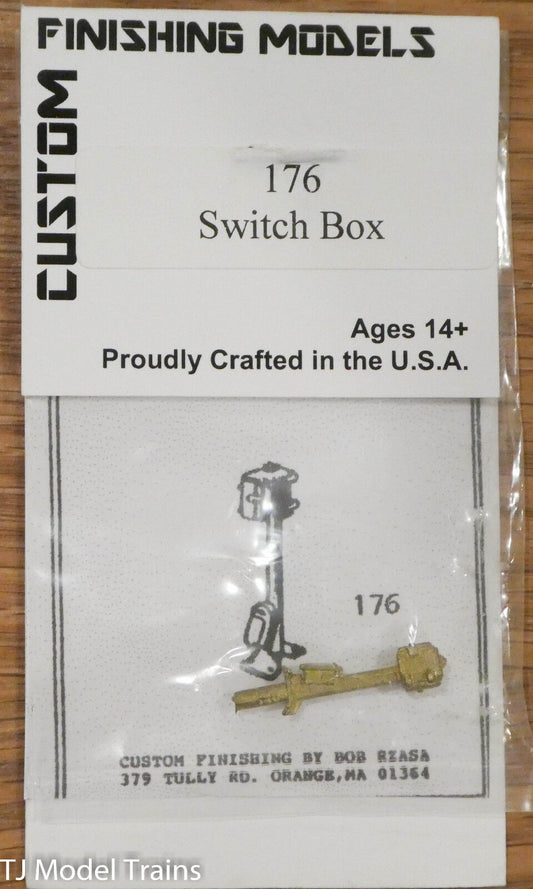 FINISHING MODELS
CUSTOM
176
Switch Box
Ages 14+
Proudly Crafted in the U.S.A.
176
CUSTOM FINISHING BY BOB RZASA
379 TULLY RD. ORANGE, MA 01364
TJ Model Trains